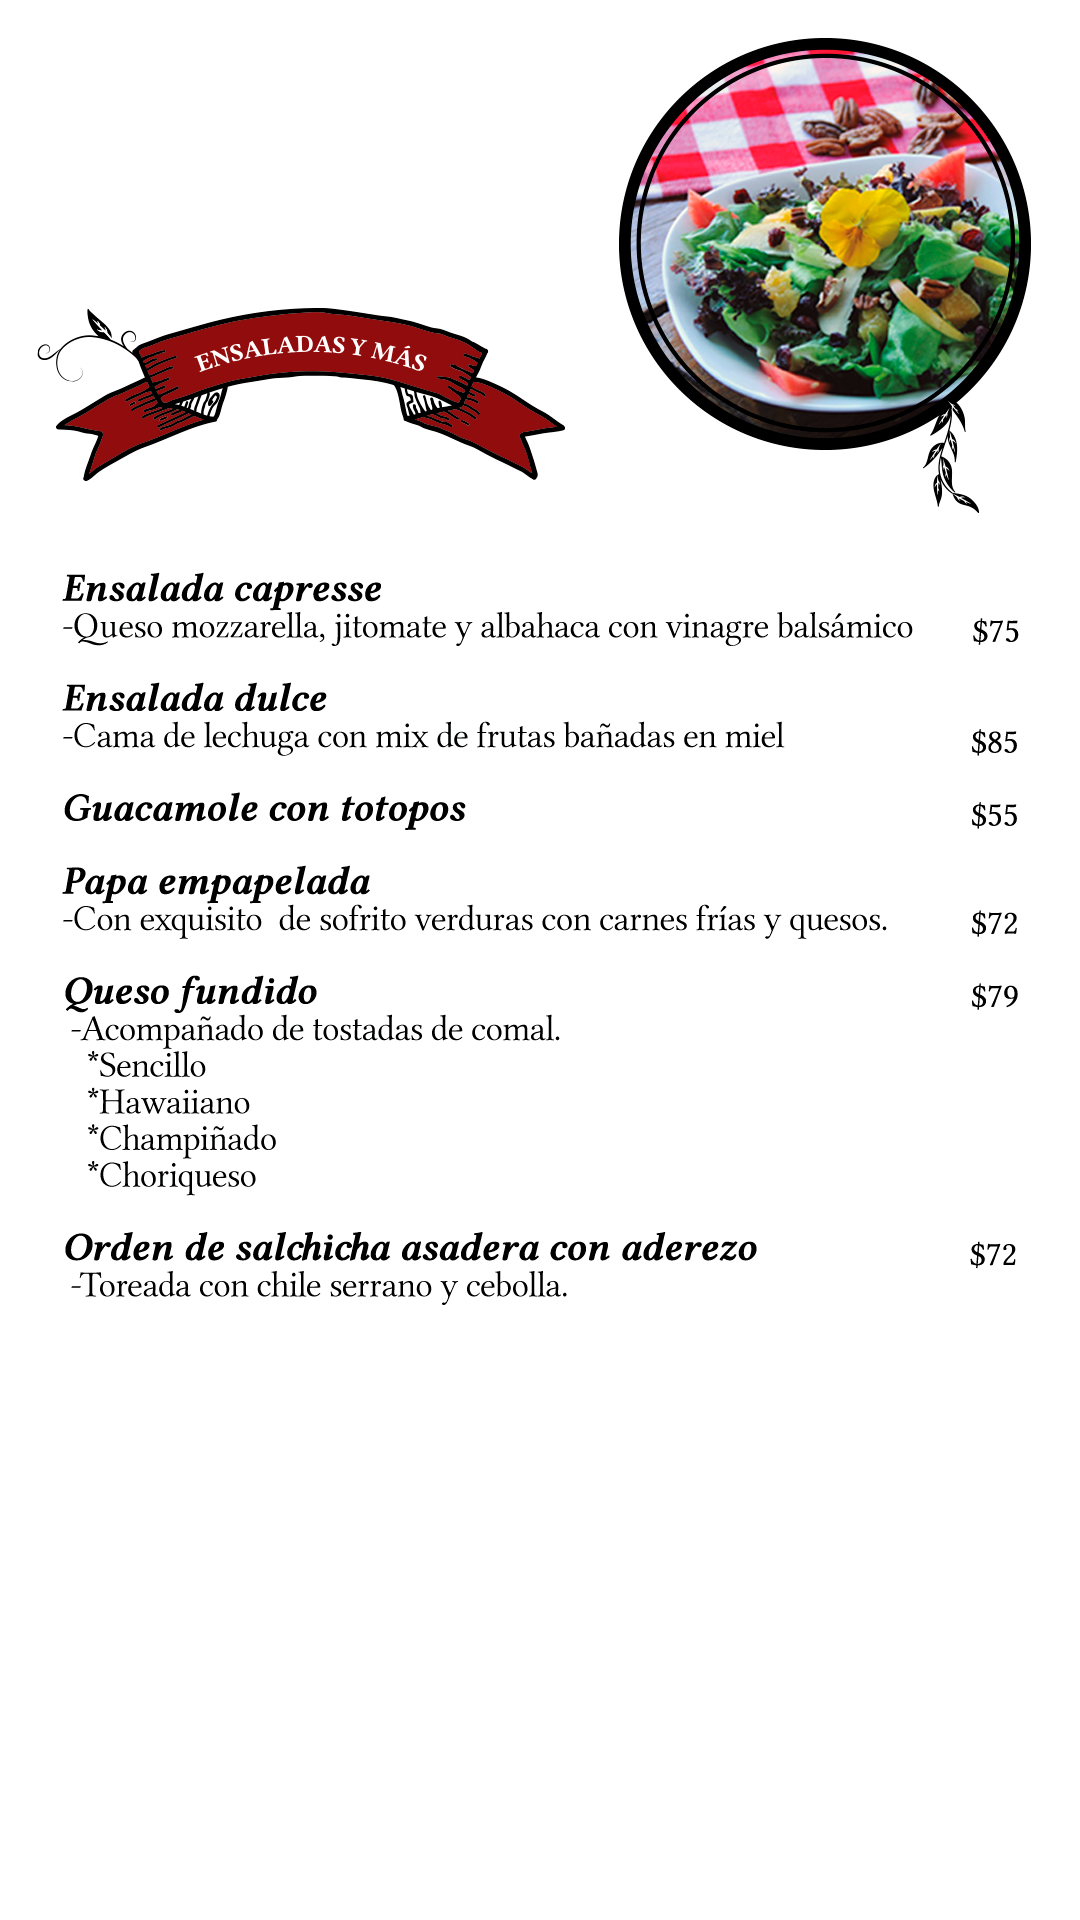 ENSALADAS Y MÁS
Ensalada capresse
-Queso mozzarella, jitomate y albahaca con vinagre balsámico $75
Ensalada dulce
-Cama de lechuga con mix de frutas bañadas en miel $85
Guacamole con totopos $55
Papa empapelada
-Con exquisito  de sofrito verduras con carnes frías y quesos. $72
Queso fundido $79
-Acompañado de tostadas de comal.
*Sencillo
*Hawaiiano
*Champiñado
*Choriqueso
Orden de salchicha asadera con aderezo $72
-Toreada con chile serrano y cebolla.